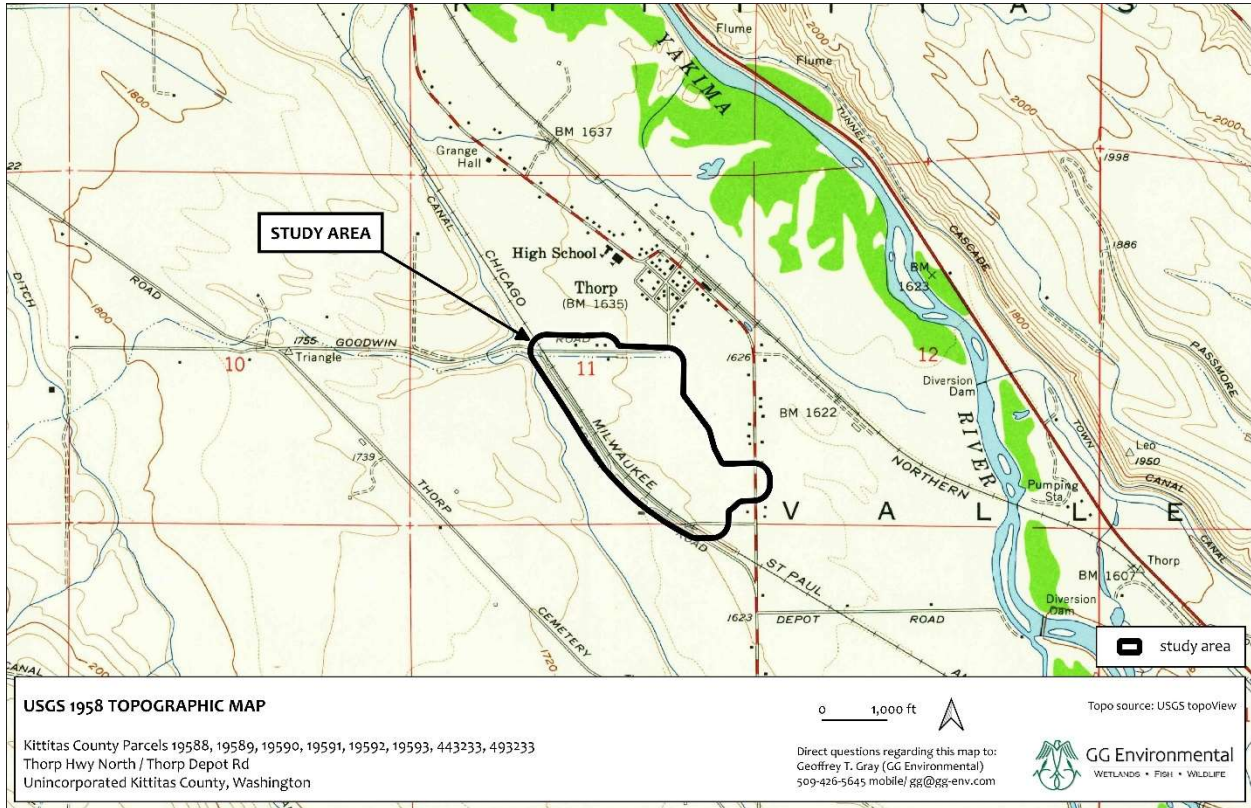 K I T T I T A S
Flume
2000
Flume
YAKIMA
2000
1800
BM 1637
TUNNEL
Grange
Hall
22
1998
CANAL
STUDY AREA
CHICAGO
High School
CASCADE
1886
DITCH
ROAD
Thorp
(BM 1635)
BM
1623
1800
1800
1755
GOODWIN
ROAD
Triangle
10
11
1626
12
PASSMORE
Diversion
Dam
BM 1622
MILWAUKEE
RIVER
TOWN
Leo
1950
1739
THORP
NORTHERN
CANAL
Pumping
Sta
V A L L E
CANAL
ROAD
ST PAUL
Thorp
BM 1607
CEMETERY
Diversion
Dam
1623
DEPOT ROAD
1720
CANAL
200
study area
USGS 1958 TOPOGRAPHIC MAP
Kittitas County Parcels 19588, 19589, 19590, 19591, 19592, 19593, 443233, 493233
Thorp Hwy North / Thorp Depot Rd
Unincorporated Kittitas County, Washington
0 1,000 ft
Direct questions regarding this map to:
Geoffrey T. Gray (GG Environmental)
509-426-5645 mobile/ gg@gg-env.com
Topo source: USGS topoView
GG Environmental
WETLANDS • FISH • WILDLIFE